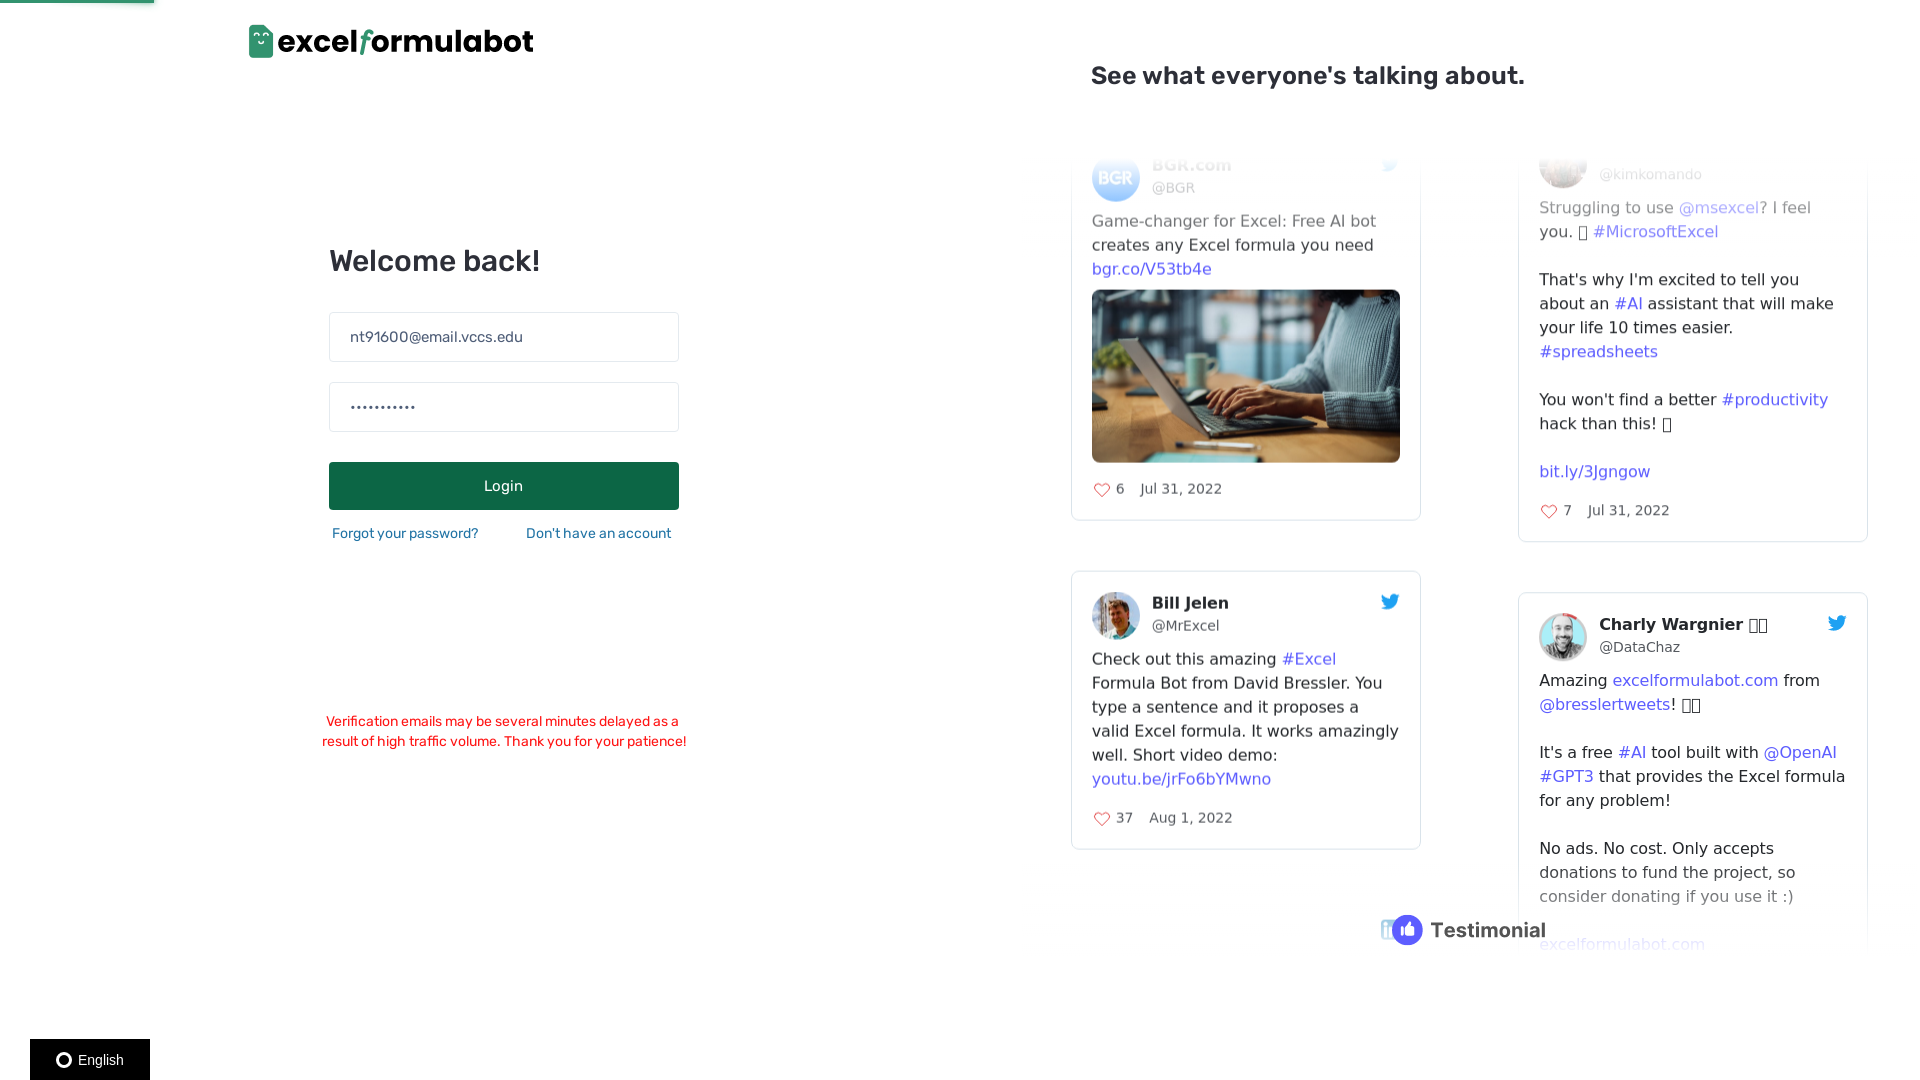 excelformulabot
See what everyone's talking about.
Welcome back!
nt91600@email.vccs.edu
•••••••••••
Login
Forgot your password?
Don't have an account
Verification emails may be several minutes delayed as a
result of high traffic volume. Thank you for your patience!
BGR
BGR.com
@BGR
Game-changer for Excel: Free AI bot
creates any Excel formula you need
bgr.co/V53tb4e
6 Jul 31, 2022
Bill Jelen
@MrExcel
Check out this amazing #Excel
Formula Bot from David Bressler. You
type a sentence and it proposes a
valid Excel formula. It works amazingly
well. Short video demo:
youtu.be/jrFo6bYMwno
37 Aug 1, 2022
@kimkomando
Struggling to use @msexcel? I feel
you. #MicrosoftExcel
That's why I'm excited to tell you
about an #AI assistant that will make
your life 10 times easier.
#spreadsheets
You won't find a better #productivity
hack than this!
bit.ly/3Jgngow
7 Jul 31, 2022
Charly Wargnier
@DataChaz
Amazing excelformulabot.com from
@bresslertweets!
It's a free #AI tool built with @OpenAI
#GPT3 that provides the Excel formula
for any problem!
No ads. No cost. Only accepts
donations to fund the project, so
consider donating if you use it :)
excelformulabot.com
Testimonial
English